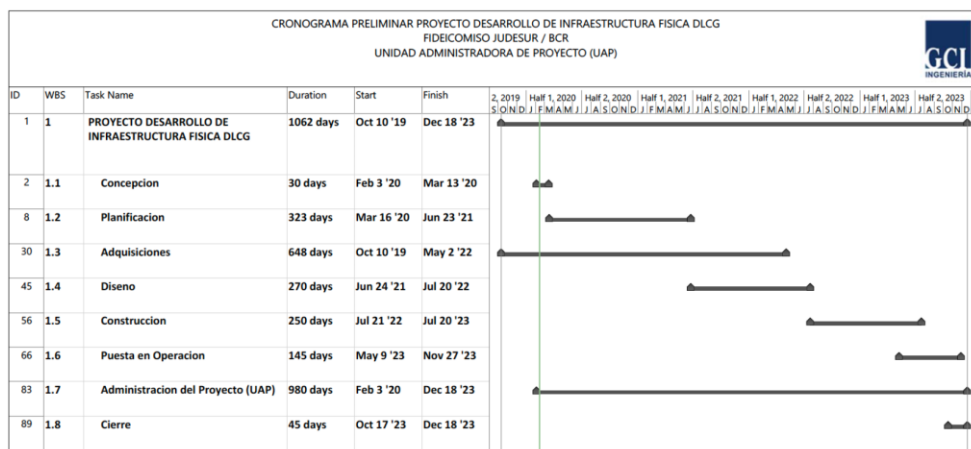 CRONOGRAMA PRELIMINAR PROYECTO DESARROLLO DE INFRAESTRUCTURA FISICA DLCG
FIDEICOMISO JUDESUR / BCR
UNIDAD ADMINISTRADORA DE PROYECTO (UAP)
GCI
INGENIERÍA
ID WBS Task Name Duration Start Finish 2, 2019 Half 1, 2020 Half 2, 2020 Half 1, 2021 Half 2, 2021 Half 1, 2022 Half 2, 2022 Half 1, 2023 Half 2, 2023
S O N D J F M A M J J A S O N D J F M A M J J A S O N D J F M A M J J A S O N D J F M A M J J A S O N D
1 1 PROYECTO DESARROLLO DE 1062 days Oct 10 '19 Dec 18 '23
INFRAESTRUCTURA FISICA DLCG
2 1.1 Concepcion 30 days Feb 3 '20 Mar 13 '20
8 1.2 Planificacion 323 days Mar 16 '20 Jun 23 '21
30 1.3 Adquisiciones 648 days Oct 10 '19 May 2 '22
45 1.4 Diseno 270 days Jun 24 '21 Jul 20 '22
56 1.5 Construccion 250 days Jul 21 '22 Jul 20 '23
66 1.6 Puesta en Operacion 145 days May 9 '23 Nov 27 '23
83 1.7 Administracion del Proyecto (UAP) 980 days Feb 3 '20 Dec 18 '23
89 1.8 Cierre 45 days Oct 17 '23 Dec 18 '23